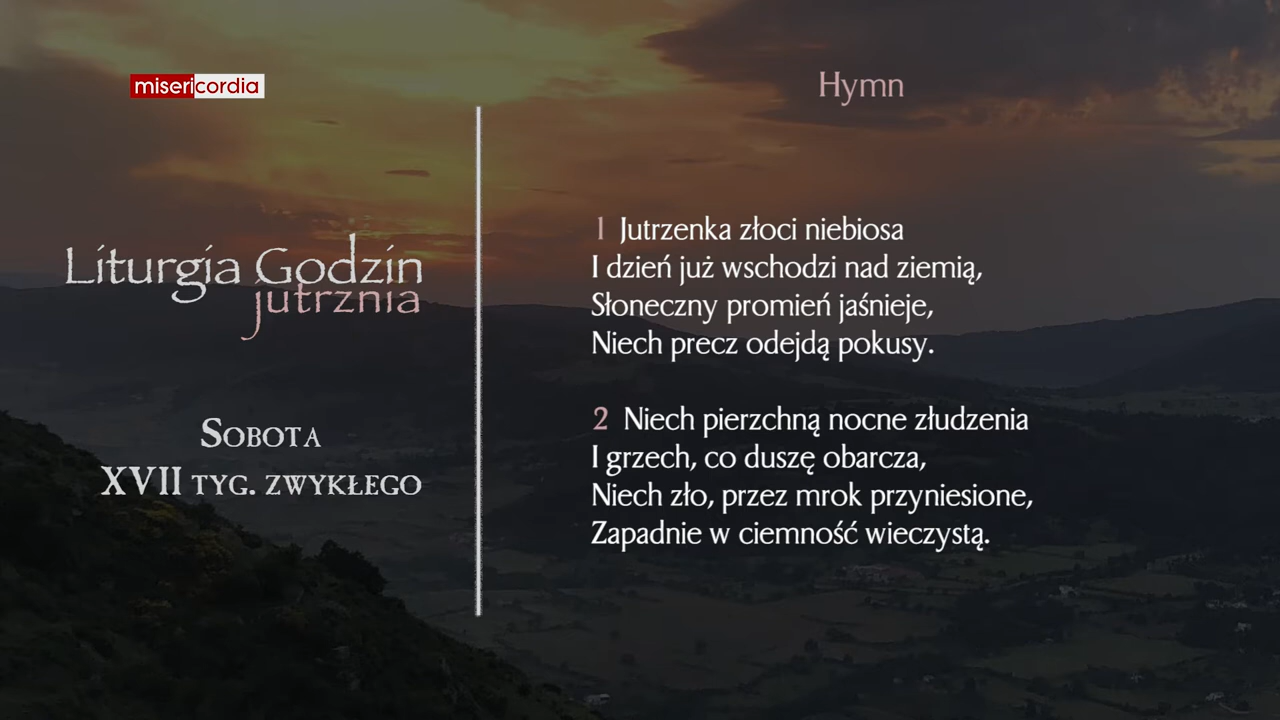 misericordia
Liturgia Godzin
jutrznia
Sobota
XVII tyg. zwykłego
Hymn
1 Jutrzenka złoci niebiosa
I dzień już wschodzi nad ziemią,
Słoneczny promień jaśnieje,
Niech precz odejdą pokusy.
2 Niech pierzchną nocne złudzenia
I grzech, co duszę obarcza,
Niech zło, przez mrok przyniesione,
Zapadnie w ciemność wieczystą.